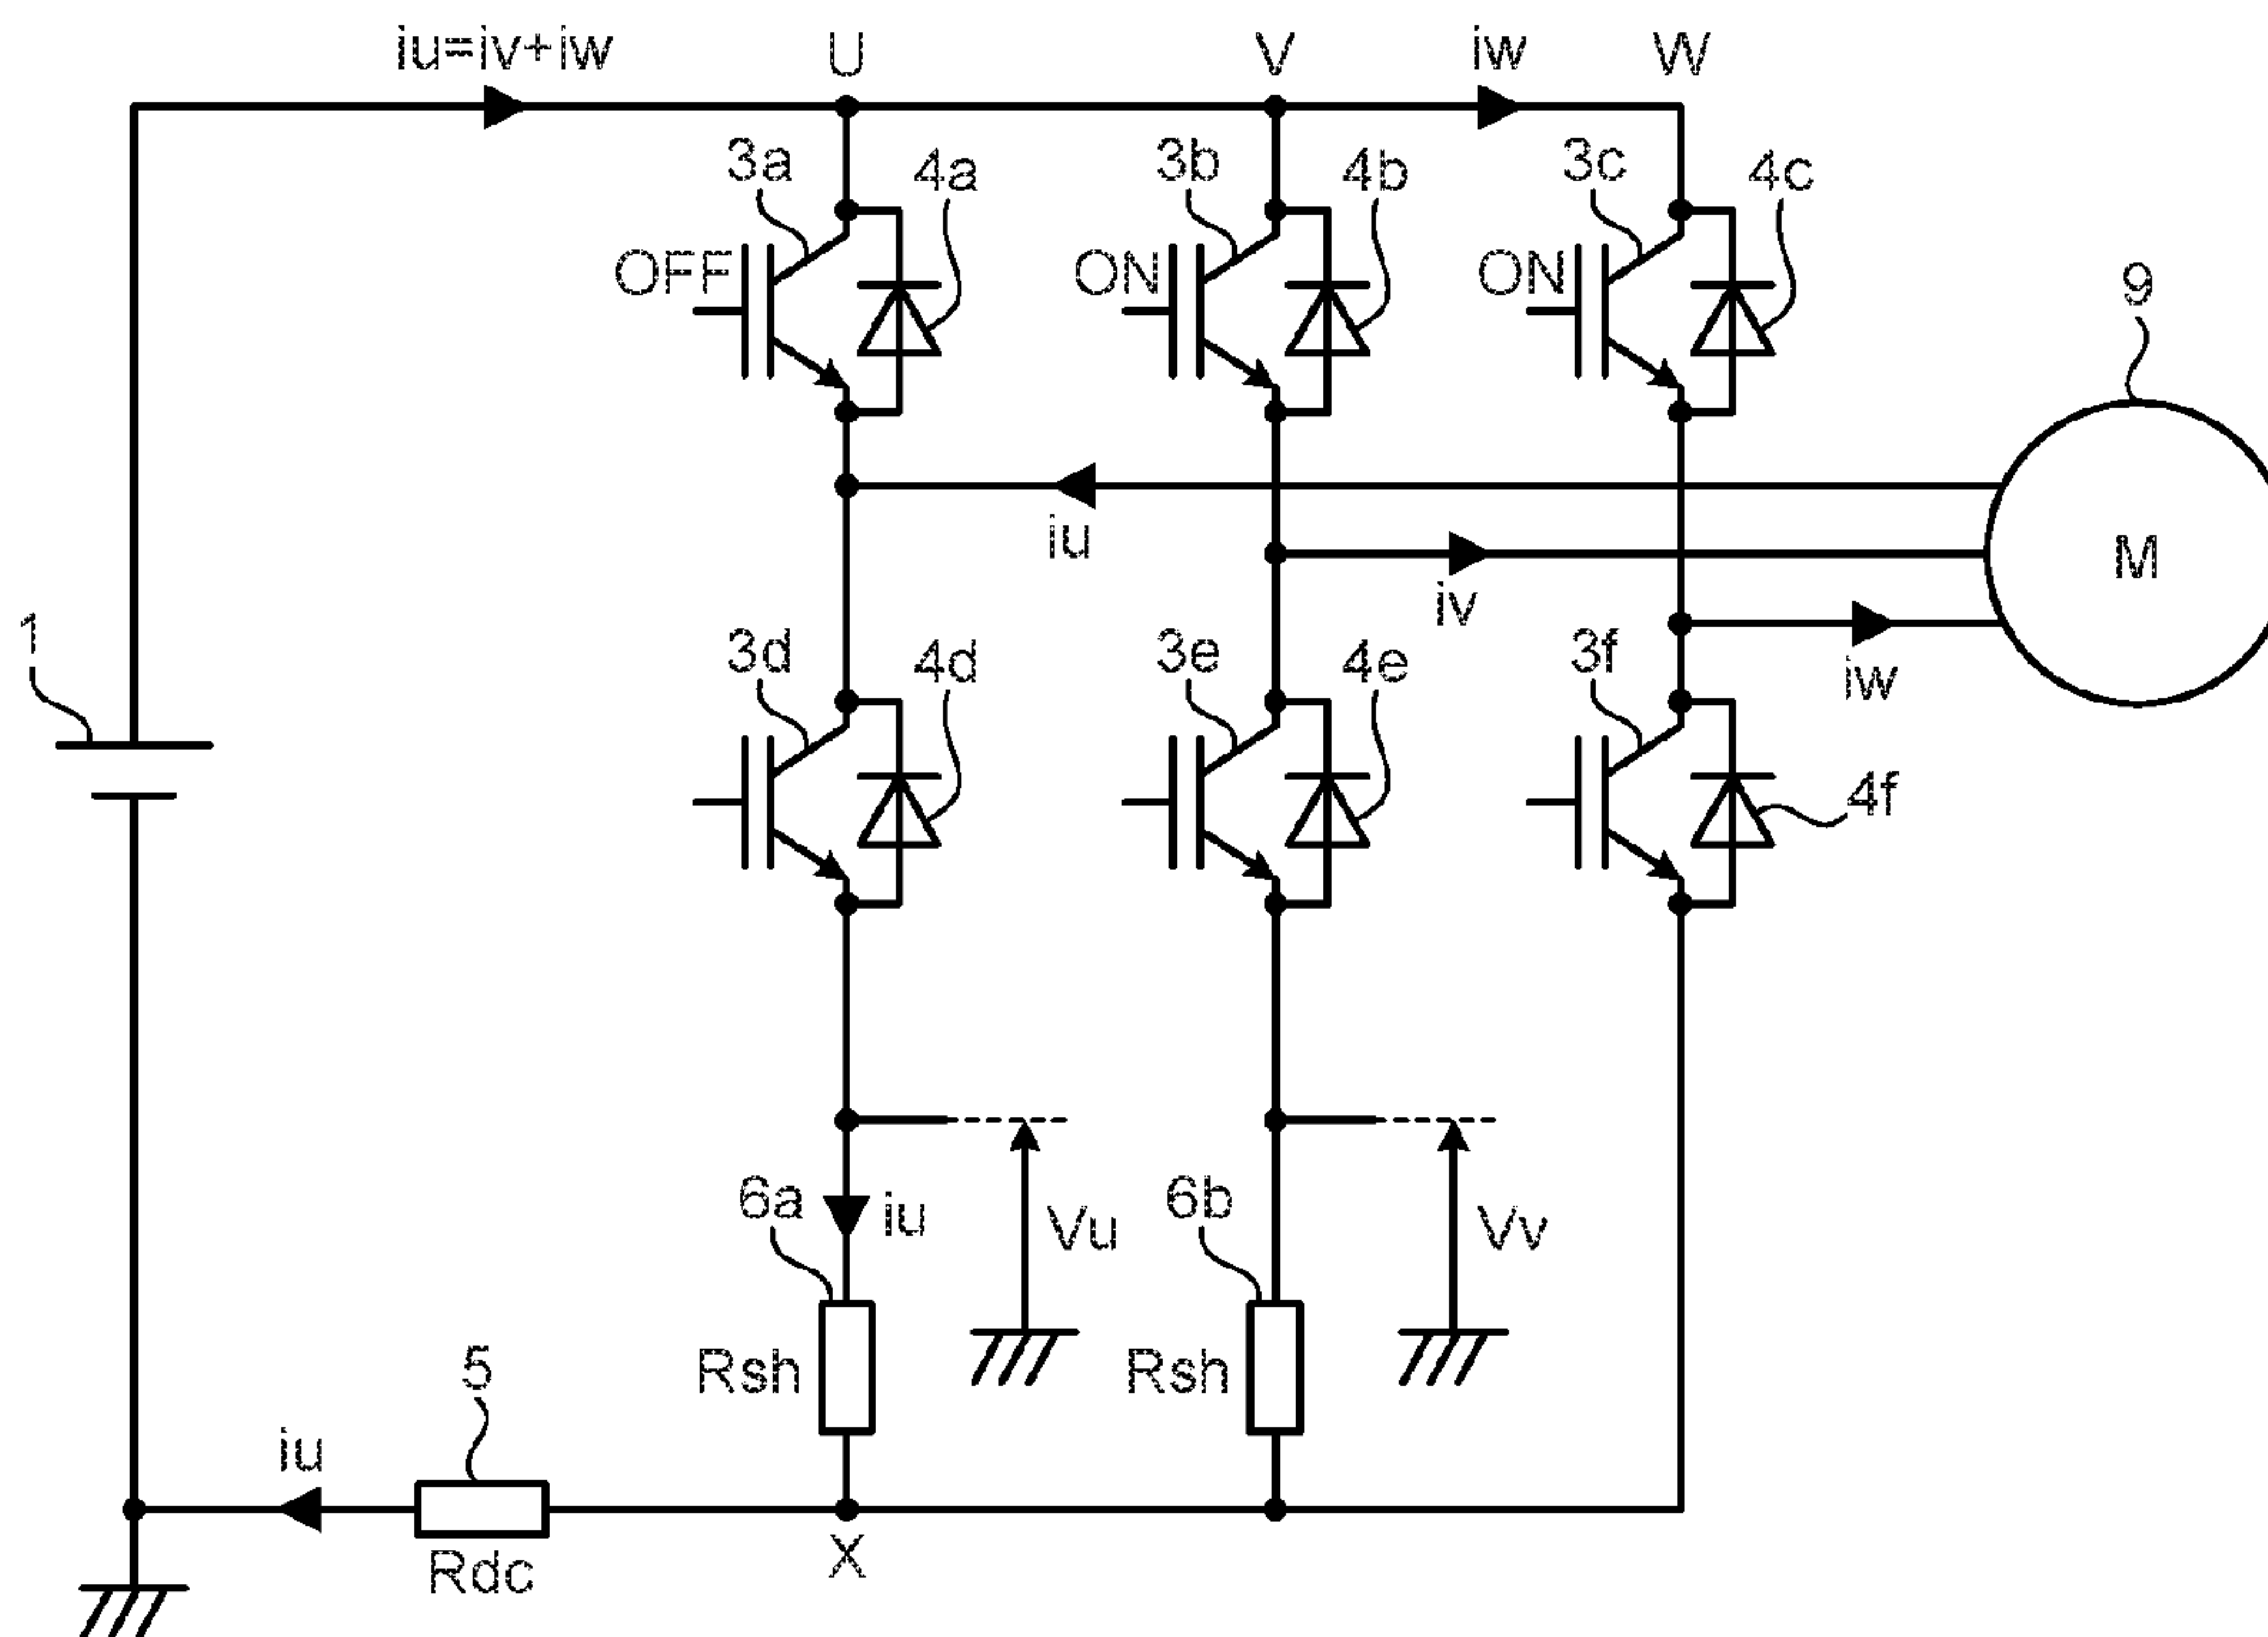 iu=iv+iw
U
V
iw
W
3a
4a
3b
4b
3c
4c
OFF
ON
ON
9
iu
iv
M
iw
1
3d
4d
3e
4e
3f
4f
6a
iu
Vu
6b
Vv
Rsh
Rsh
5
iu
Rdc
X